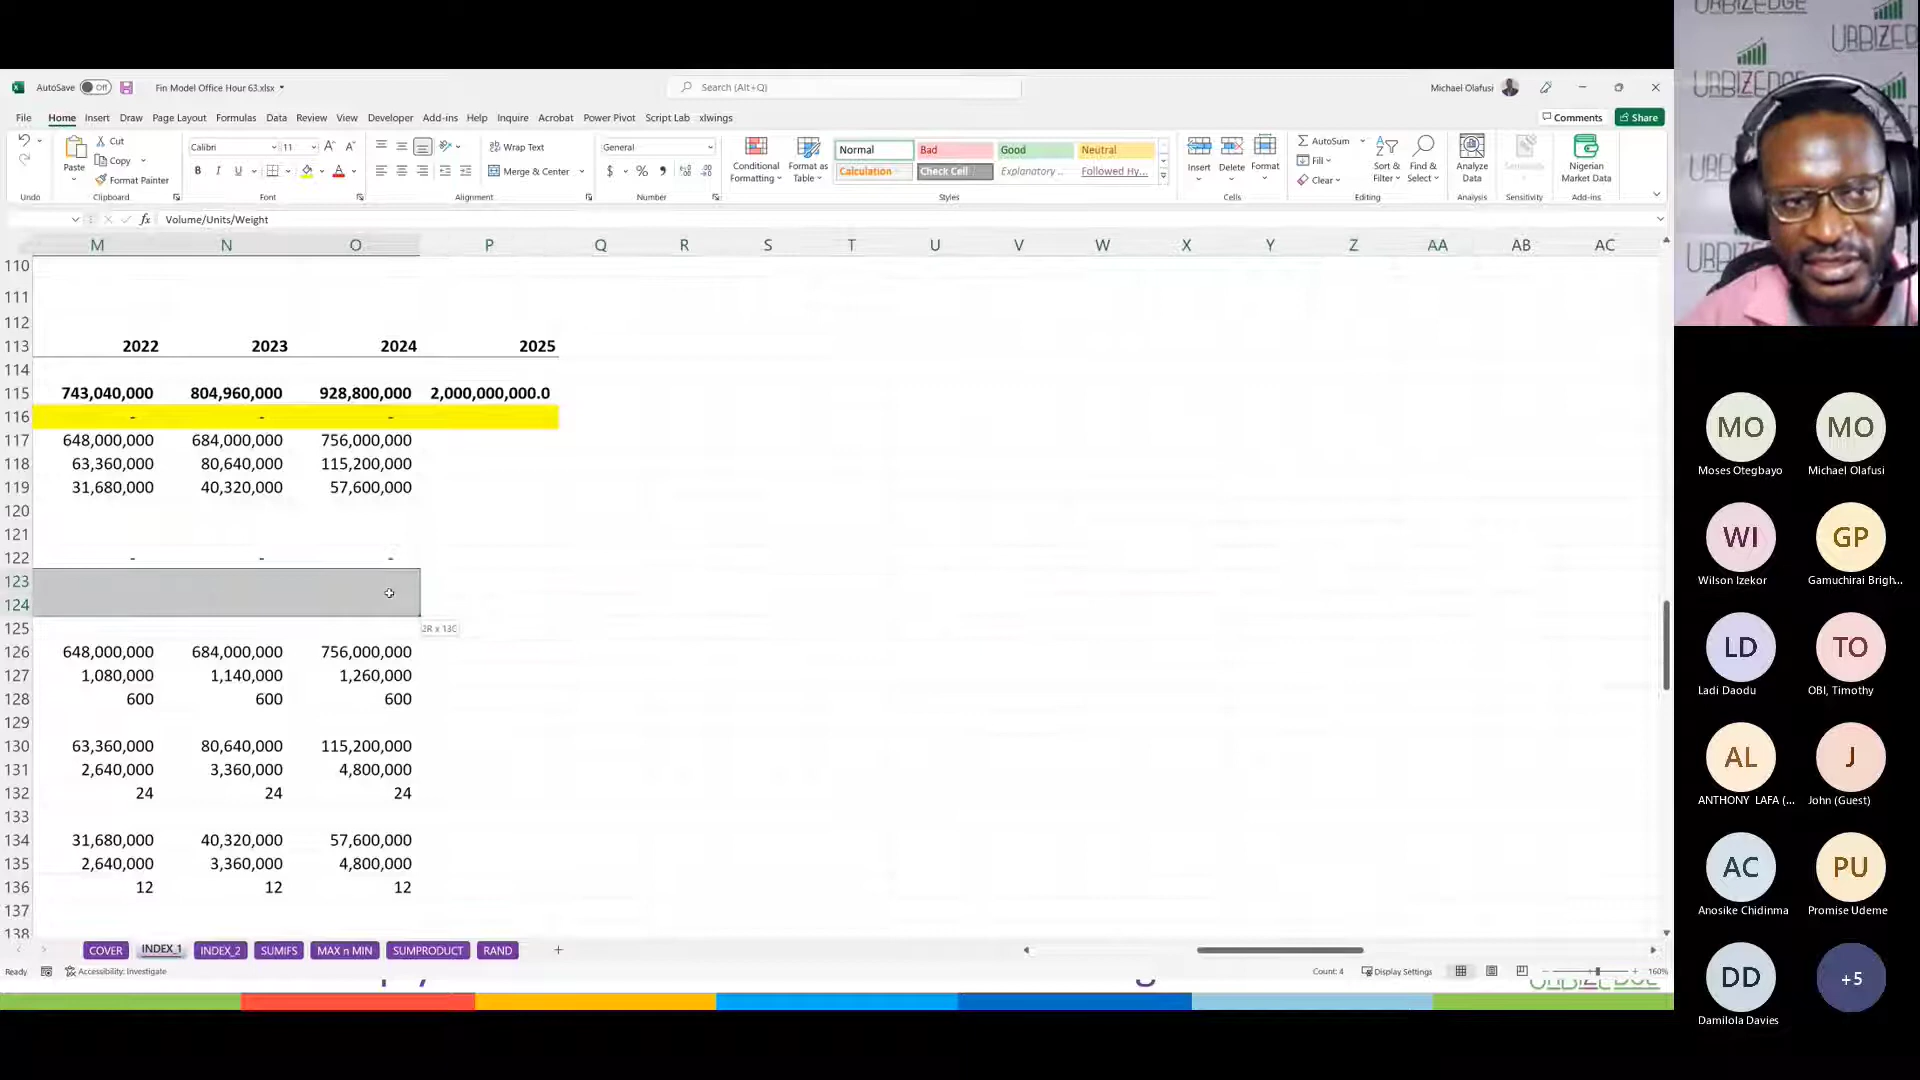 AutoSave Off Fin Model Office Hour 63.xlsx Search (Alt+Q) Michael Olafusi
File Home Insert Draw Page Layout Formulas Data Review View Developer Add-ins Help Inquire Acrobat Power Pivot Script Lab xlwings Comments Share
Cut Calibri 11 Wrap Text General Normal Bad Good Neutral AutoSum
Paste Copy Conditional Formatting Format as Table Insert Delete Format Fill Sort & Filter Find & Select Analyze Data Sensitivity Nigerian Market Data
Format Painter B I U Merge & Center $ % Calculation Check Cell Explanatory ... Followed Hy... Clear
Undo Clipboard Font Alignment Number Styles Cells Editing Analysis Sensitivity Add-ins
fx Volume/Units/Weight
M N O P Q R S T U V W X Y Z AA AB AC
110
111
112
113 2022 2023 2024 2025
114
115 743,040,000 804,960,000 928,800,000 2,000,000,000.0
116 - - -
117 648,000,000 684,000,000 756,000,000
118 63,360,000 80,640,000 115,200,000
119 31,680,000 40,320,000 57,600,000
120
121
122 - - -
123
124
125 2R x 13C
126 648,000,000 684,000,000 756,000,000
127 1,080,000 1,140,000 1,260,000
128 600 600 600
129
130 63,360,000 80,640,000 115,200,000
131 2,640,000 3,360,000 4,800,000
132 24 24 24
133
134 31,680,000 40,320,000 57,600,000
135 2,640,000 3,360,000 4,800,000
136 12 12 12
137
138
COVER INDEX_1 INDEX_2 SUMIFS MAX n MIN SUMPRODUCT RAND
Ready Accessibility: Investigate Count: 4 Display Settings 160%
URBIZEDGE
MO MO
Moses Otegbayo Michael Olafusi
WI GP
Wilson Izekor Gamuchirai Brigh...
LD TO
Ladi Daodu OBI, Timothy
AL J
ANTHONY LAFA (... John (Guest)
AC PU
Anosike Chidinma Promise Udeme
DD +5
Damilola Davies